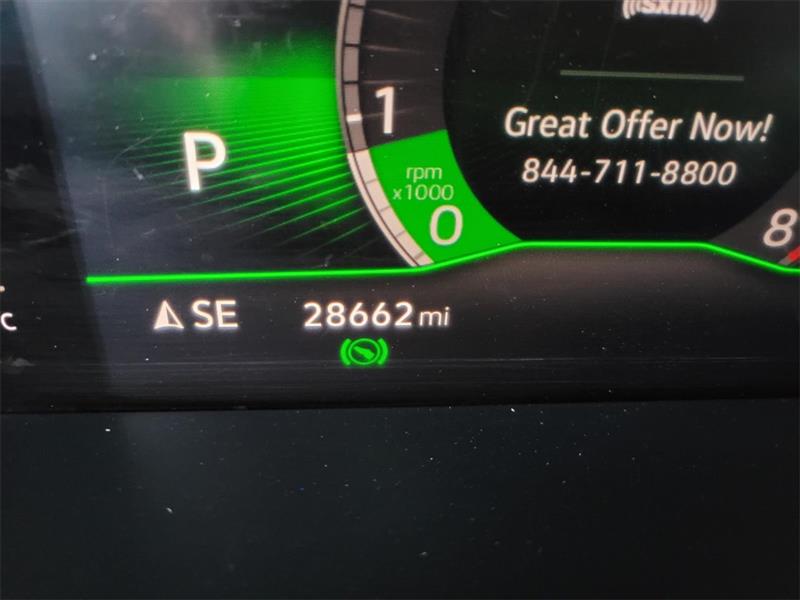 ((sxm))
1
Great Offer Now!
P
rpm
844-711-8800
x1000
0
8
C
SE
28662 mi